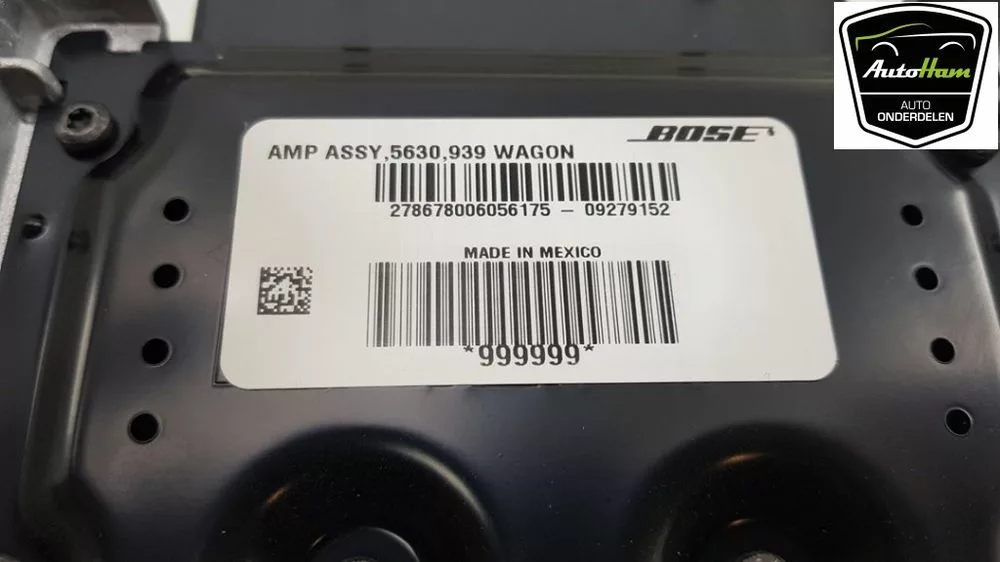 AutoHam
AUTO
ONDERDELEN
BOSE
AMP ASSY,5630,939 WAGON
278678006056175 - 09279152
MADE IN MEXICO
*999999*